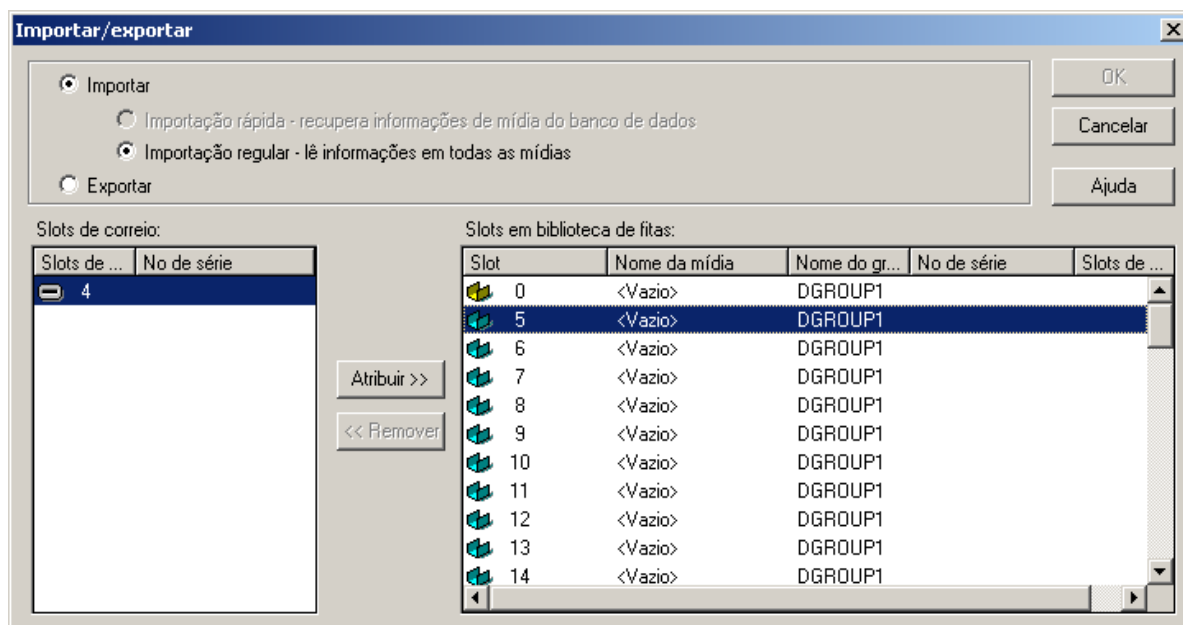 Importar/exportar
Importar
OK
Importação rápida - recupera informações de mídia do banco de dados
Importação regular - lê informações em todas as mídias
Cancelar
Exportar
Ajuda
Slots de correio:
Slots em biblioteca de fitas:
Slots de ... No de série
Slot Nome da mídia Nome do gr... No de série Slots de ...
4
0 <Vazio> DGROUP1
5 <Vazio> DGROUP1
6 <Vazio> DGROUP1
7 <Vazio> DGROUP1
8 <Vazio> DGROUP1
9 <Vazio> DGROUP1
10 <Vazio> DGROUP1
11 <Vazio> DGROUP1
12 <Vazio> DGROUP1
13 <Vazio> DGROUP1
14 <Vazio> DGROUP1
Atribuir >>
<< Remover